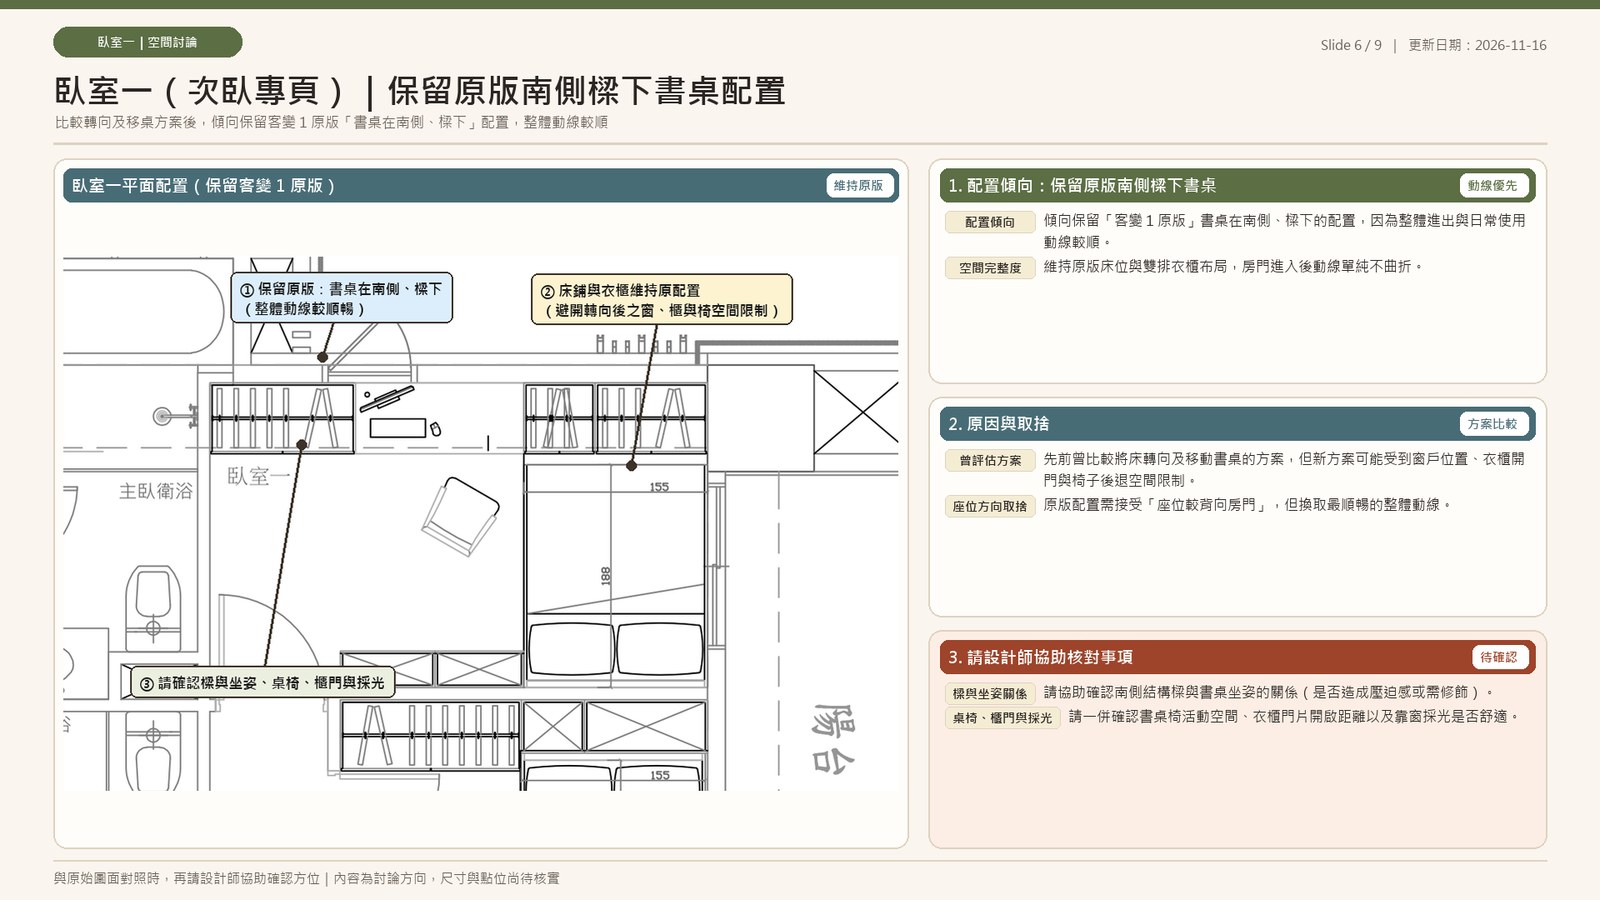 臥室一 | 空間討論
Slide 6 / 9 | 更新日期：2026-11-16
臥室一（次臥專頁）｜保留原版南側樑下書桌配置
比較轉向及移桌方案後，傾向保留客變 1 原版「書桌在南側、樑下」配置，整體動線較順
臥室一平面配置（保留客變 1 原版）
維持原版
① 保留原版：書桌在南側、樑下
（整體動線較順暢）
② 床鋪與衣櫃維持原配置
（避開轉向後之窗、櫃與椅空間限制）
臥室一
主臥衛浴
155
188
③ 請確認樑與坐姿、桌椅、櫃門與採光
浴
陽台
155
1. 配置傾向：保留原版南側樑下書桌
動線優先
配置傾向
傾向保留「客變 1 原版」書桌在南側、樑下的配置，因為整體進出與日常使用
動線較順。
空間完整度
維持原版床位與雙排衣櫃布局，房門進入後動線單純不曲折。
2. 原因與取捨
方案比較
曾評估方案
先前曾比較將床轉向及移動書桌的方案，但新方案可能受到窗戶位置、衣櫃開
門與椅子後退空間限制。
座位方向取捨
原版配置需接受「座位較背向房門」，但換取最順暢的整體動線。
3. 請設計師協助核對事項
待確認
樑與坐姿關係
請協助確認南側結構樑與書桌坐姿的關係（是否造成壓迫感或需修飾）。
桌椅、櫃門與採光
請一併確認書桌椅活動空間、衣櫃門片開啟距離以及靠窗採光是否舒適。
與原始圖面對照時，再請設計師協助確認方位｜內容為討論方向，尺寸與點位尚待核實